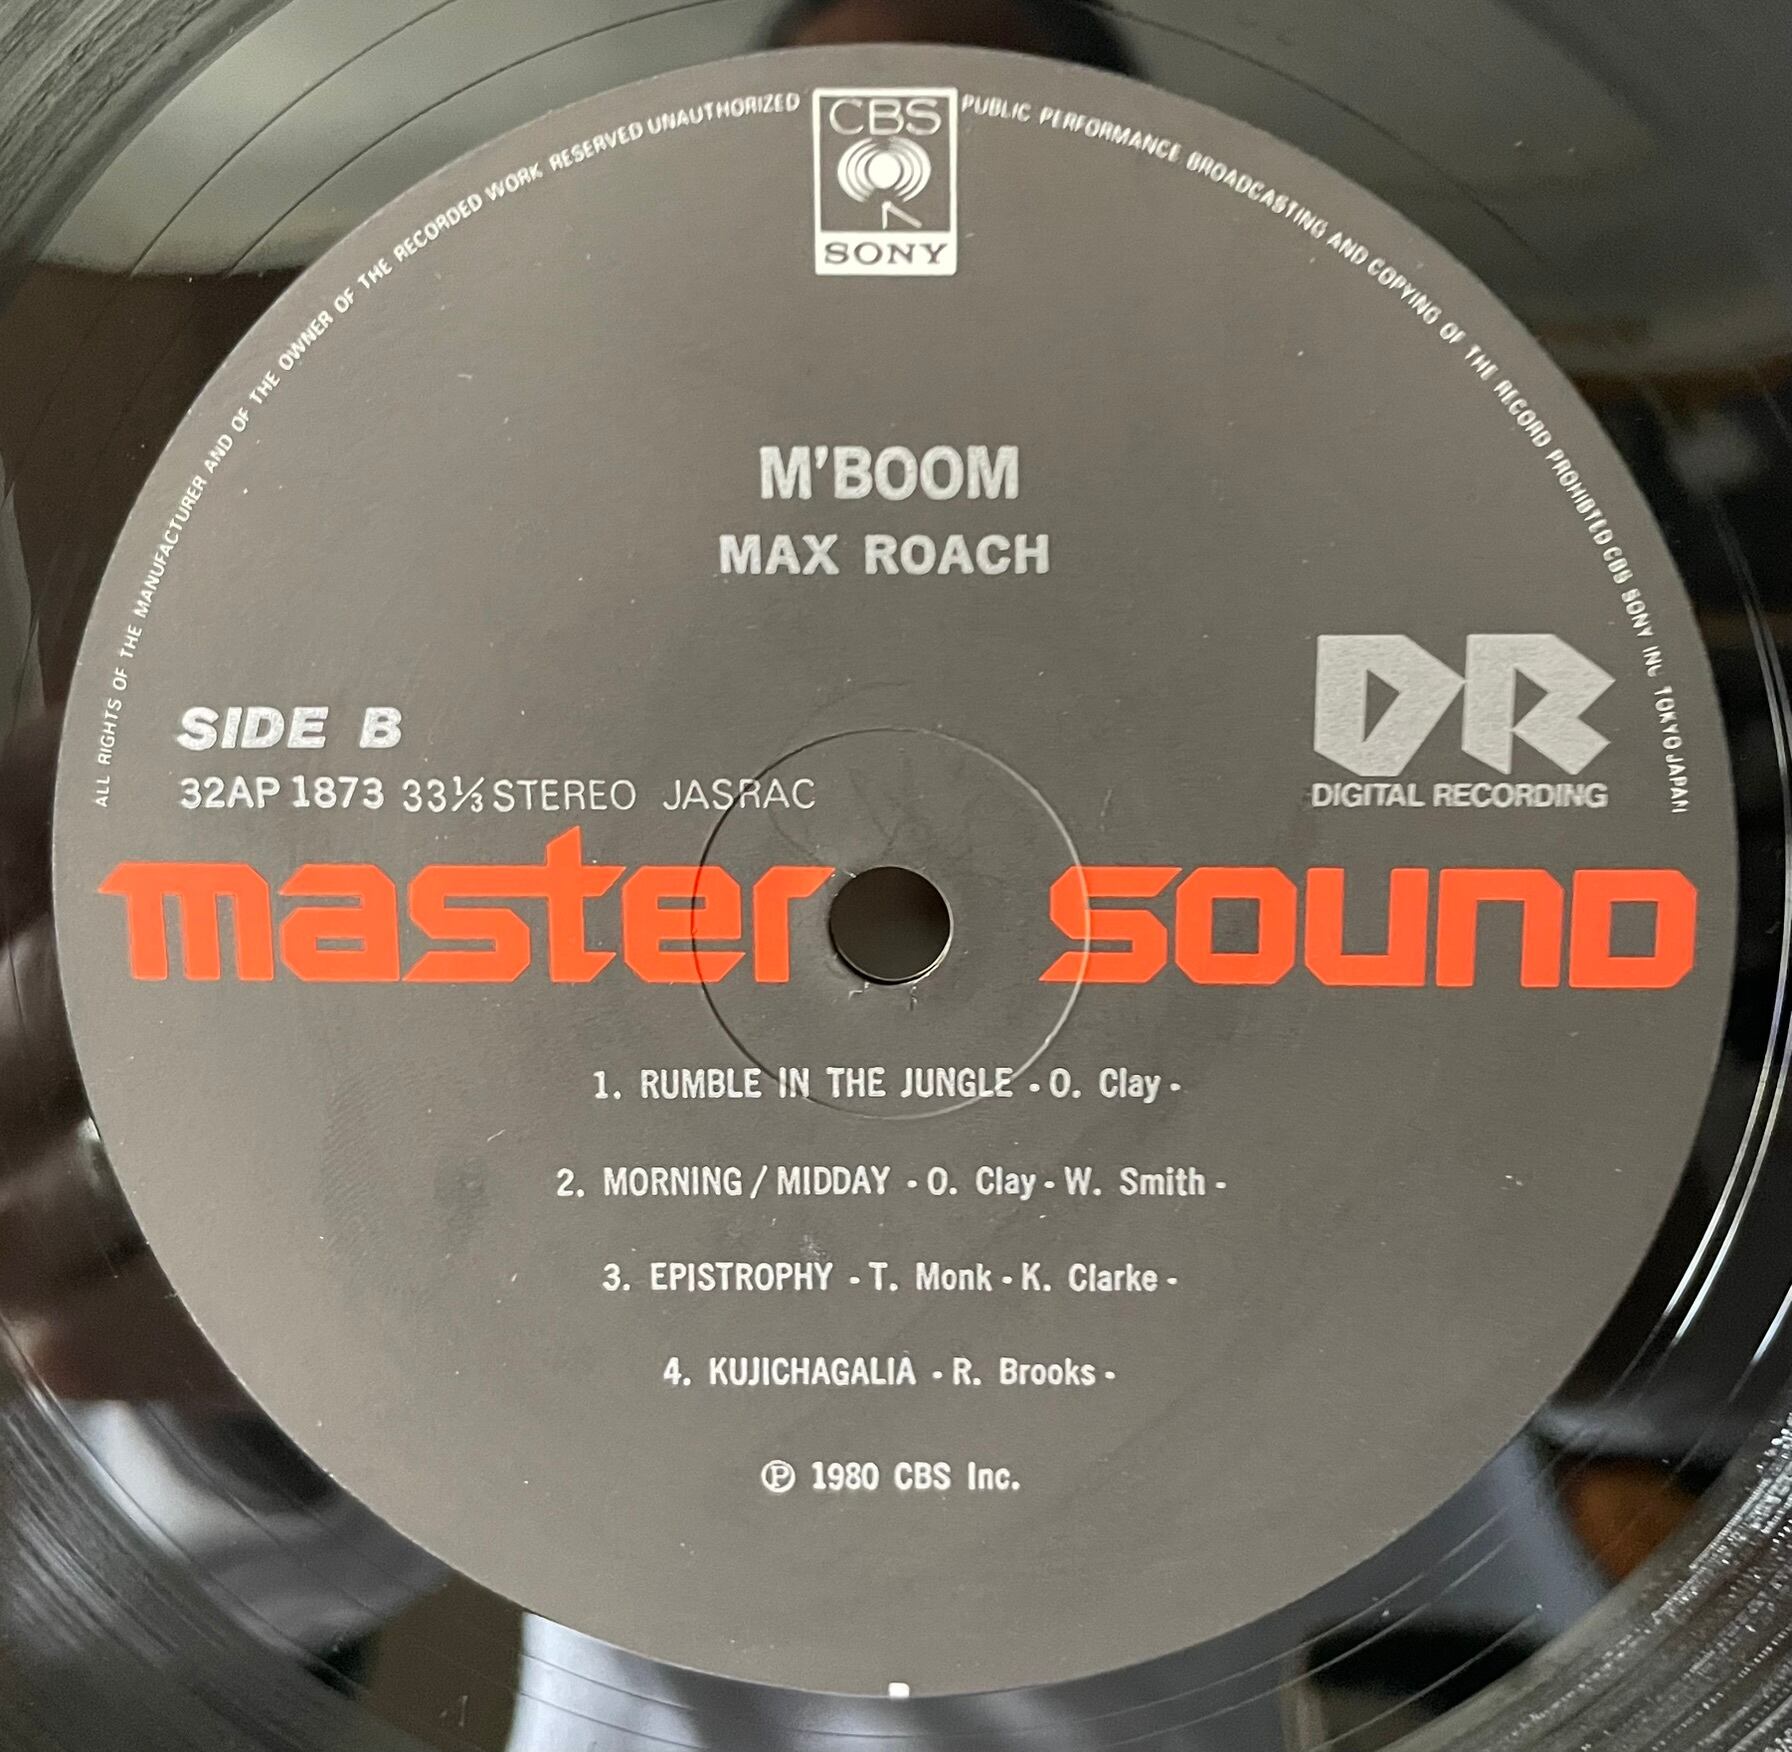 ALL RIGHTS OF THE MANUFACTURER AND OF THE OWNER OF THE RECORDED WORK RESERVED UNAUTHORIZED PUBLIC PERFORMANCE BROADCASTING AND COPYING OF THE RECORD PROHIBITED CBS SONY INC. TOKYO JAPAN
CBS
SONY
M'BOOM
MAX ROACH
SIDE B
32AP 1873 33⅓ STEREO JASRAC
DR
DIGITAL RECORDING
master sound
1. RUMBLE IN THE JUNGLE - O. Clay -
2. MORNING / MIDDAY - O. Clay - W. Smith -
3. EPISTROPHY - T. Monk - K. Clarke -
4. KUJICHAGALIA - R. Brooks -
Ⓟ 1980 CBS Inc.